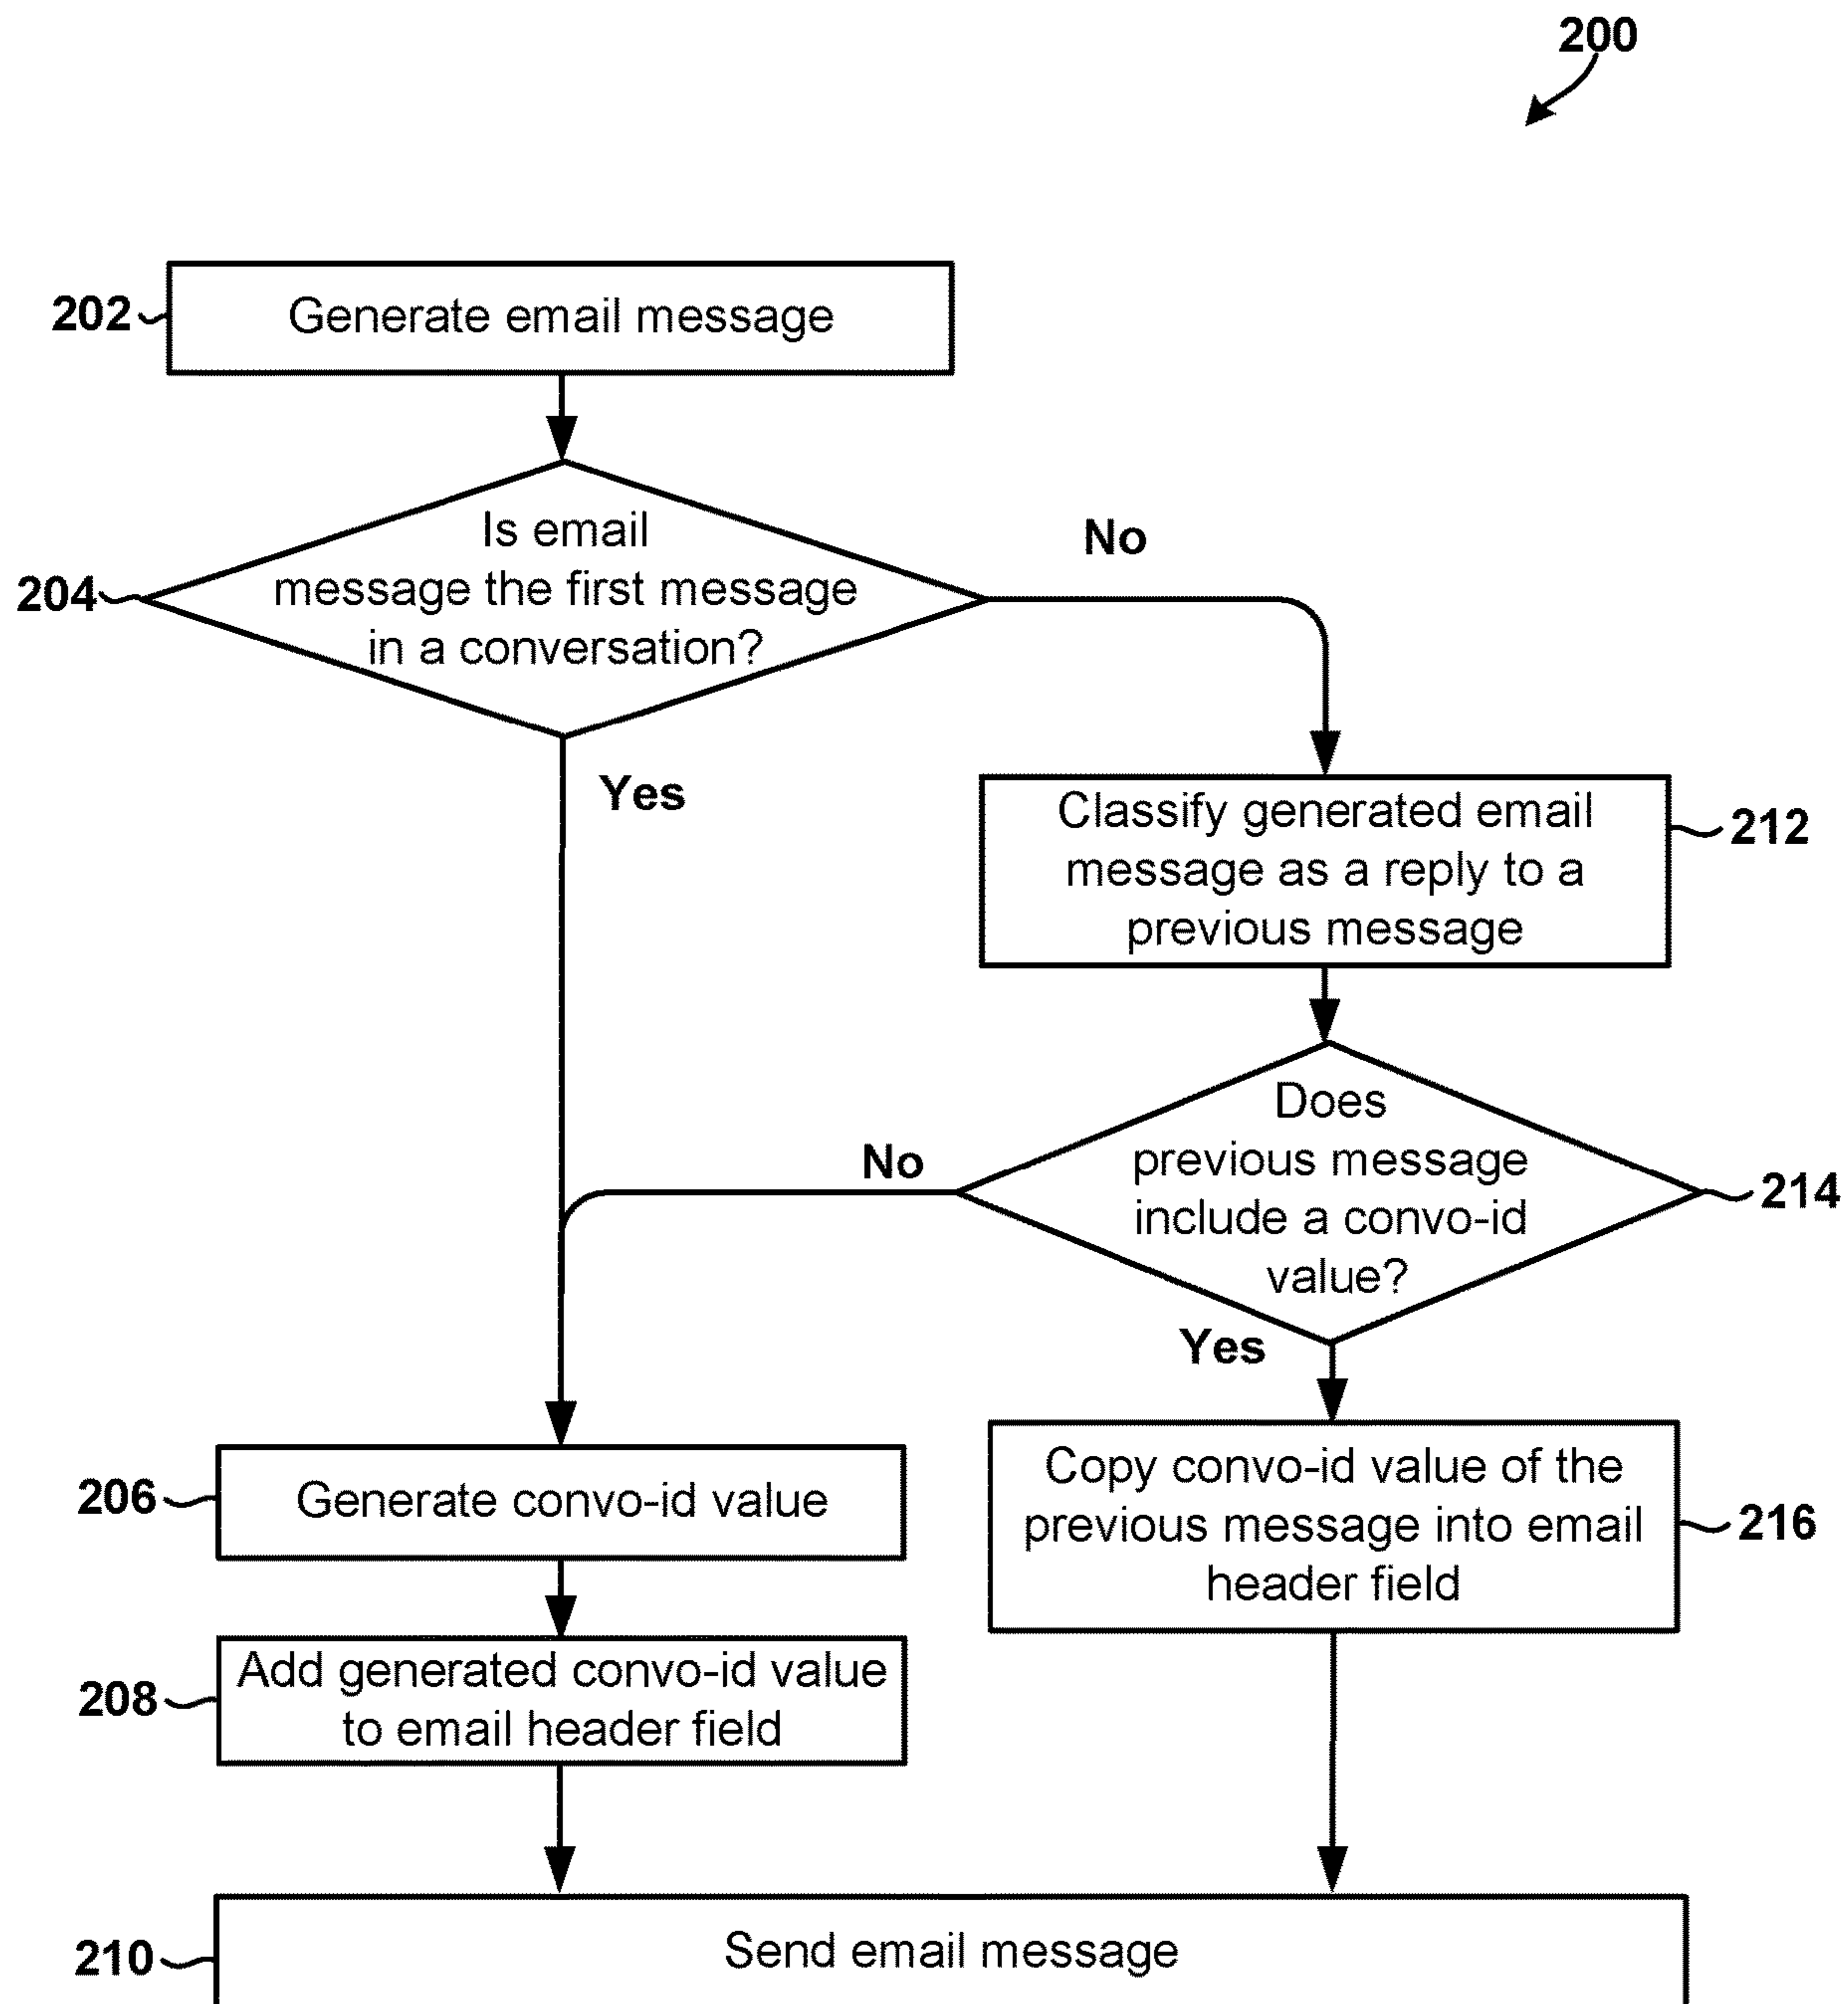 200
202
Generate email message
204
Is email
message the first message
in a conversation?
No
Yes
Classify generated email
message as a reply to a
previous message
212
Does
previous message
include a convo-id
value?
214
No
Yes
206
Generate convo-id value
Copy convo-id value of the
previous message into email
header field
216
208
Add generated convo-id value
to email header field
210
Send email message